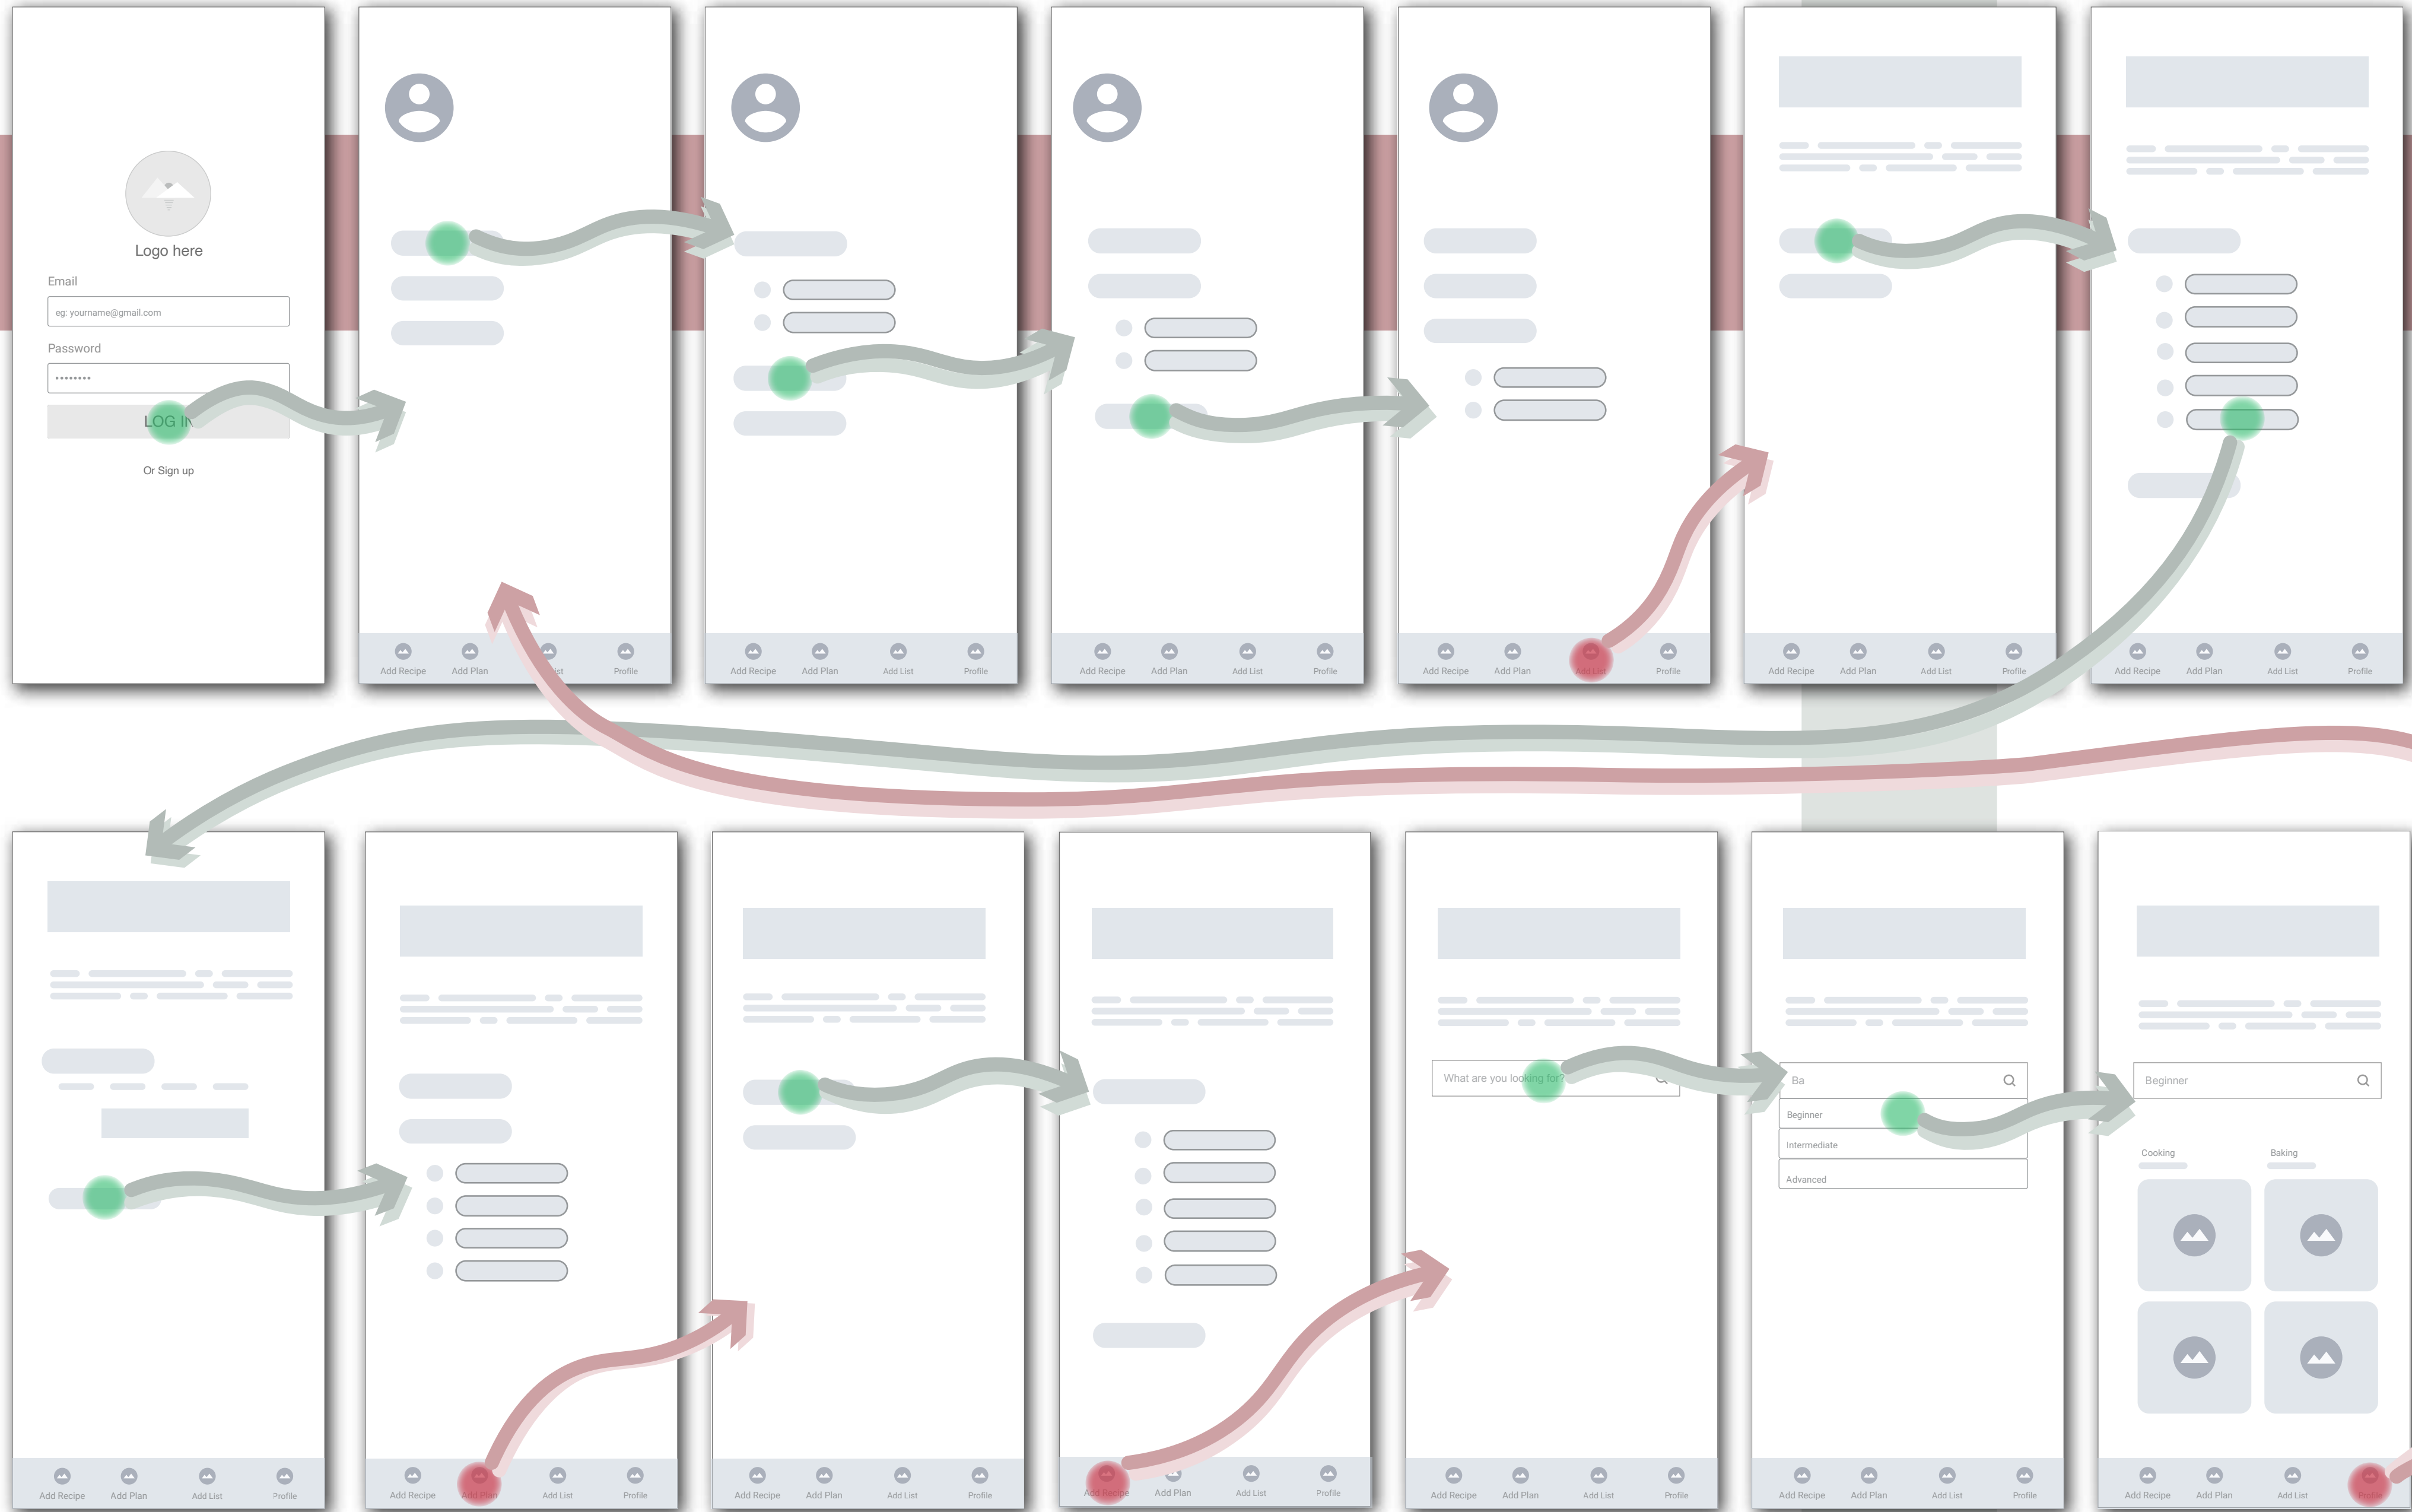 Logo here
Email
eg: yourname@gmail.com
Password
********
LOG IN
Or Sign up
Add Recipe Add Plan List Profile
Add Recipe Add Plan Add List Profile
Add Recipe Add Plan Add List Profile
Add Recipe Add Plan Add List Profile
Add Recipe Add Plan Add List Profile
Add Recipe Add Plan Add List Profile
Add Recipe Add Plan Add List Profile
Add Recipe Add Plan Add List Profile
Add Recipe Add Plan Add List Profile
Add Recipe Add Plan Add List Profile
What are you looking for?
Add Recipe Add Plan Add List Profile
Ba
Beginner
Intermediate
Advanced
Add Recipe Add Plan Add List Profile
Beginner
Cooking Baking
Add Recipe Add Plan Add List Profile